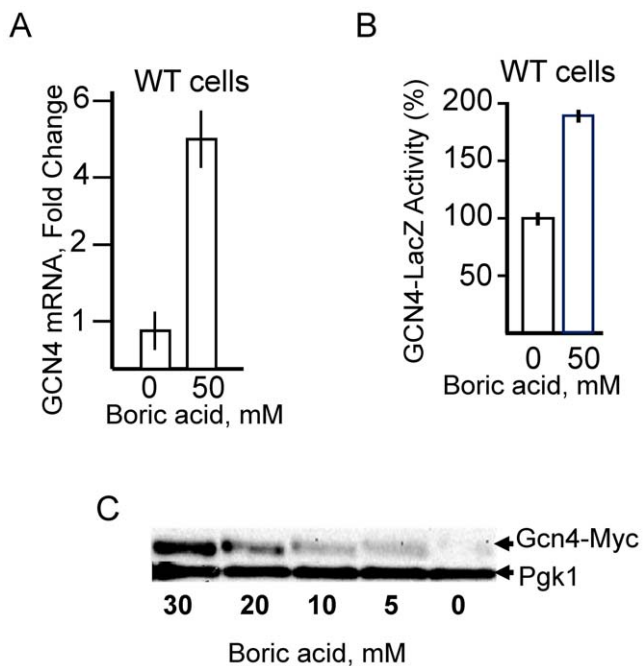 A
WT cells
GCN4 mRNA, Fold Change
6
4
2
1
0 50
Boric acid, mM
B
WT cells
GCN4-LacZ Activity (%)
200
150
100
50
0 50
Boric acid, mM
C
Gcn4-Myc
Pgk1
30 20 10 5 0
Boric acid, mM